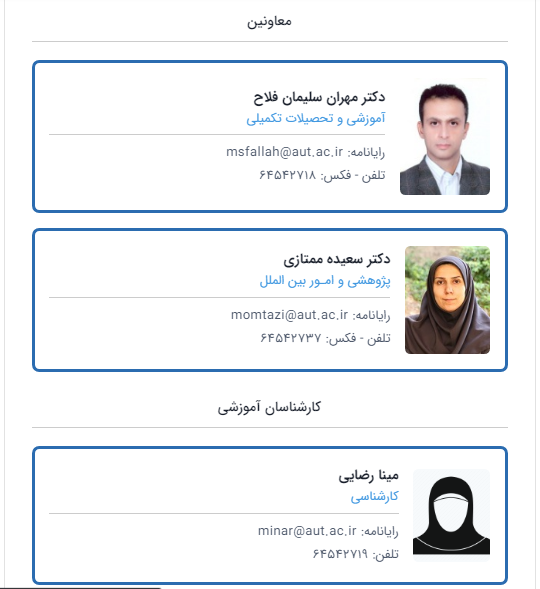 معاونین
دکتر مهران سلیمان فلاح
آموزشی و تحصیلات تکمیلی
رایانامه: msfallah@aut.ac.ir
تلفن - فکس: ۶۴۵۴۲۷۱۸
دکتر سعیده ممتازی
پژوهشی و امـور بین الملل
رایانامه: momtazi@aut.ac.ir
تلفن - فکس: ۶۴۵۴۲۷۳۷
کارشناسان آموزشی
مینا رضایی
کارشناسی
رایانامه: minar@aut.ac.ir
تلفن: ۶۴۵۴۲۷۱۹